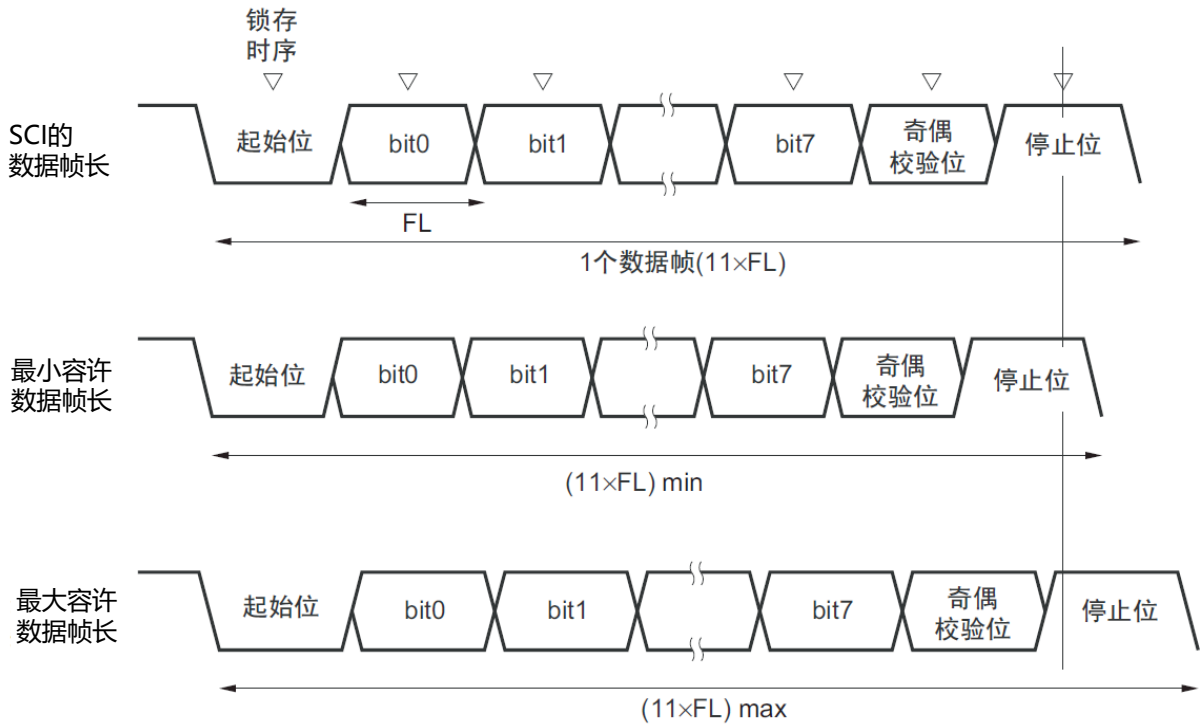 锁存
时序
SCI的
数据帧长
起始位 bit0 bit1 bit7 奇偶
校验位 停止位
FL
1个数据帧(11×FL)
最小容许
数据帧长
起始位 bit0 bit1 bit7 奇偶
校验位 停止位
(11×FL) min
最大容许
数据帧长
起始位 bit0 bit1 bit7 奇偶
校验位 停止位
(11×FL) max